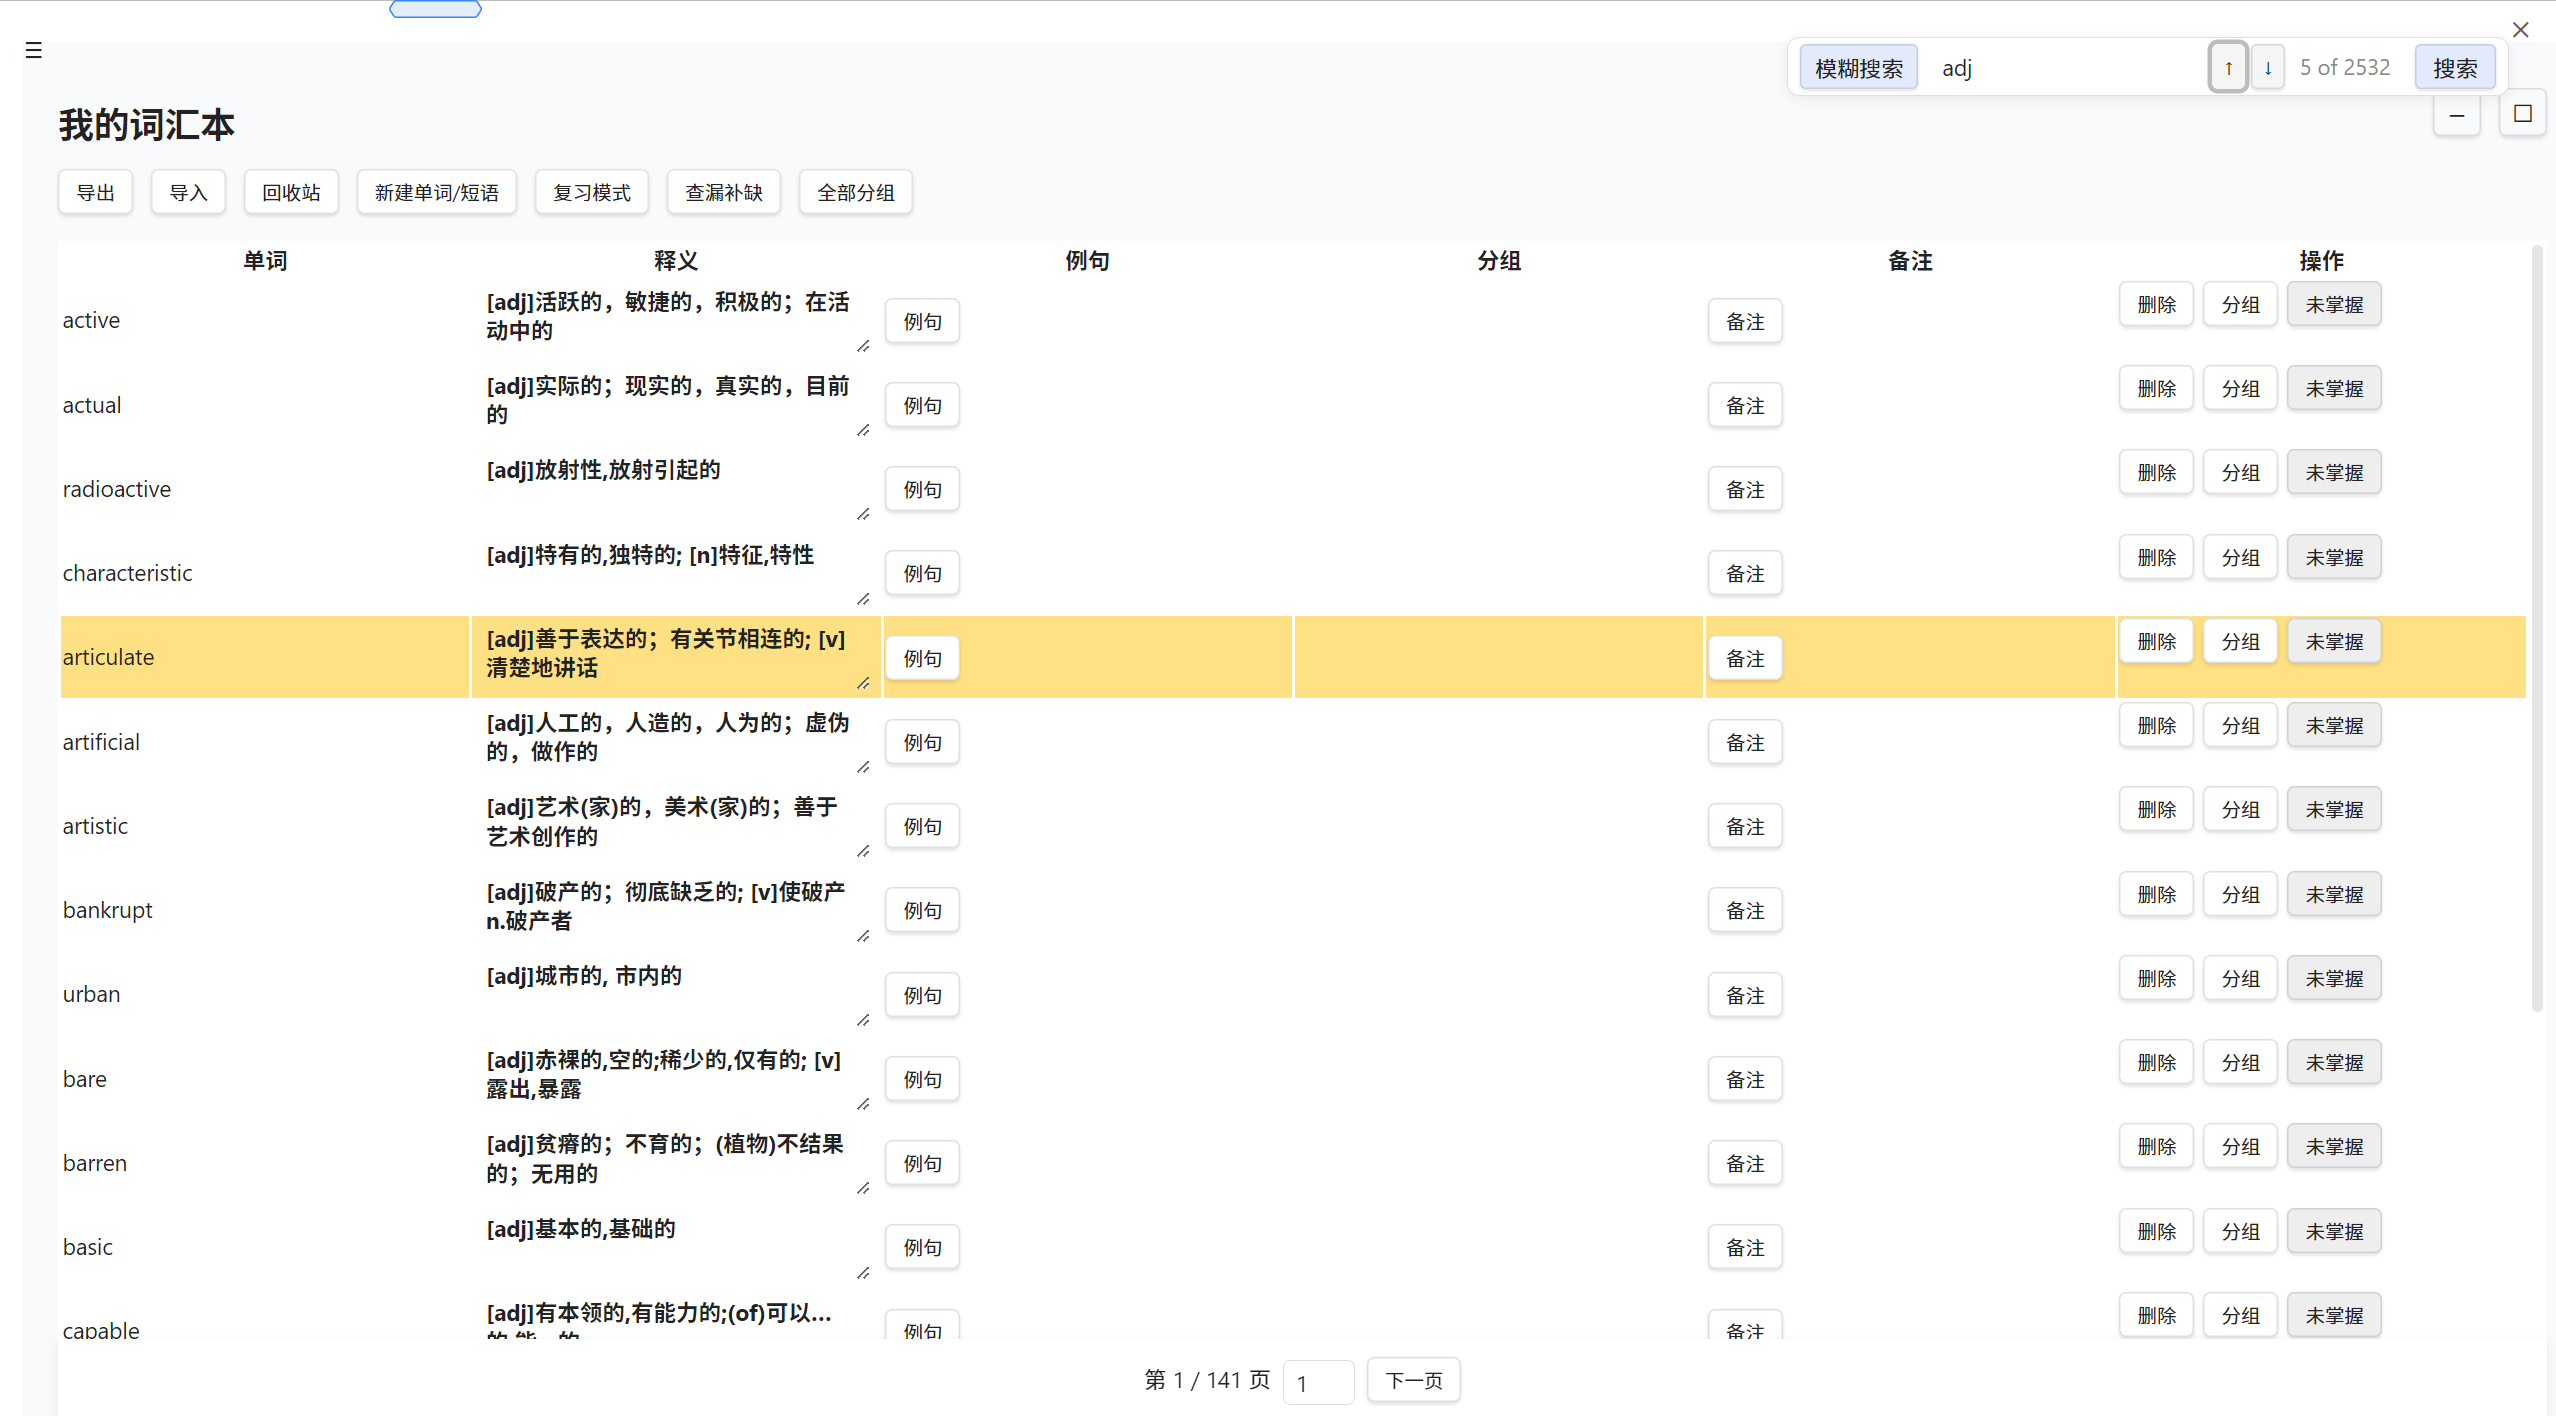 ☰
×
模糊搜索 adj ↑ ↓ 5 of 2532 搜索
我的词汇本
导出 导入 回收站 新建单词/短语 复习模式 查漏补缺 全部分组
单词 释义 例句 分组 备注 操作
active [adj]活跃的，敏捷的，积极的；在活 例句 备注 删除 分组 未掌握
动中的
actual [adj]实际的；现实的，真实的，目前 例句 备注 删除 分组 未掌握
的
radioactive [adj]放射性,放射引起的 例句 备注 删除 分组 未掌握
characteristic [adj]特有的,独特的; [n]特征,特性 例句 备注 删除 分组 未掌握
articulate [adj]善于表达的；有关节相连的; [v] 例句 备注 删除 分组 未掌握
清楚地讲话
artificial [adj]人工的，人造的，人为的；虚伪 例句 备注 删除 分组 未掌握
的，做作的
artistic [adj]艺术(家)的，美术(家)的；善于 例句 备注 删除 分组 未掌握
艺术创作的
bankrupt [adj]破产的；彻底缺乏的; [v]使破产 例句 备注 删除 分组 未掌握
n.破产者
urban [adj]城市的, 市内的 例句 备注 删除 分组 未掌握
bare [adj]赤裸的,空的;稀少的,仅有的; [v] 例句 备注 删除 分组 未掌握
露出,暴露
barren [adj]贫瘠的；不育的；(植物)不结果 例句 备注 删除 分组 未掌握
的；无用的
basic [adj]基本的,基础的 例句 备注 删除 分组 未掌握
capable [adj]有本领的,有能力的;(of)可以... 例句 备注 删除 分组 未掌握
第 1 / 141 页 1 下一页